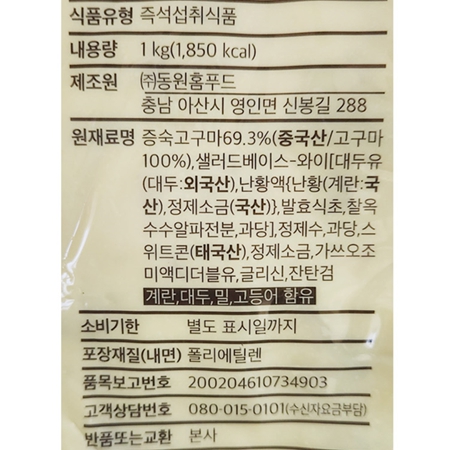 식품유형 즉석섭취식품
내용량 1 kg(1,850 kcal)
제조원 ㈜동원홈푸드
충남 아산시 영인면 신봉길 288
원재료명 증숙고구마69.3%(중국산/고구마
100%),샐러드베이스-와이[대두유
(대두:외국산),난황액{난황(계란:국
산),정제소금(국산)},발효식초,찰옥
수수알파전분,과당],정제수,과당,스
위트콘(태국산),정제소금,가쓰오조
미액디더블유,글리신,잔탄검
계란,대두,밀,고등어 함유
소비기한 별도 표시일까지
포장재질(내면) 폴리에틸렌
품목보고번호 200204610734903
고객상담번호 080-015-0101(수신자요금부담)
반품또는교환 본사